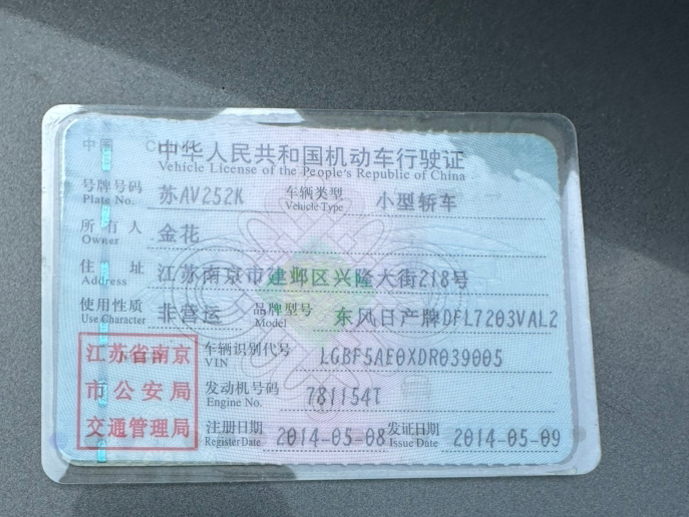 中华人民共和国机动车行驶证
Vehicle License of the People's Republic of China
号牌号码 苏AV252K 车辆类型 小型轿车
Plate No. Vehicle Type
所有人 金花
Owner
住址 江苏南京市建邺区兴隆大街218号
Address
使用性质 非营运 品牌型号 东风日产牌DFL7203VAL2
Use Character Model
江苏省南京
市公安局
交通管理局
车辆识别代号 LGBF5AE0XDR039005
VIN
发动机号码 781154T
Engine No.
注册日期 2014-05-08 发证日期 2014-05-09
Register Date Issue Date